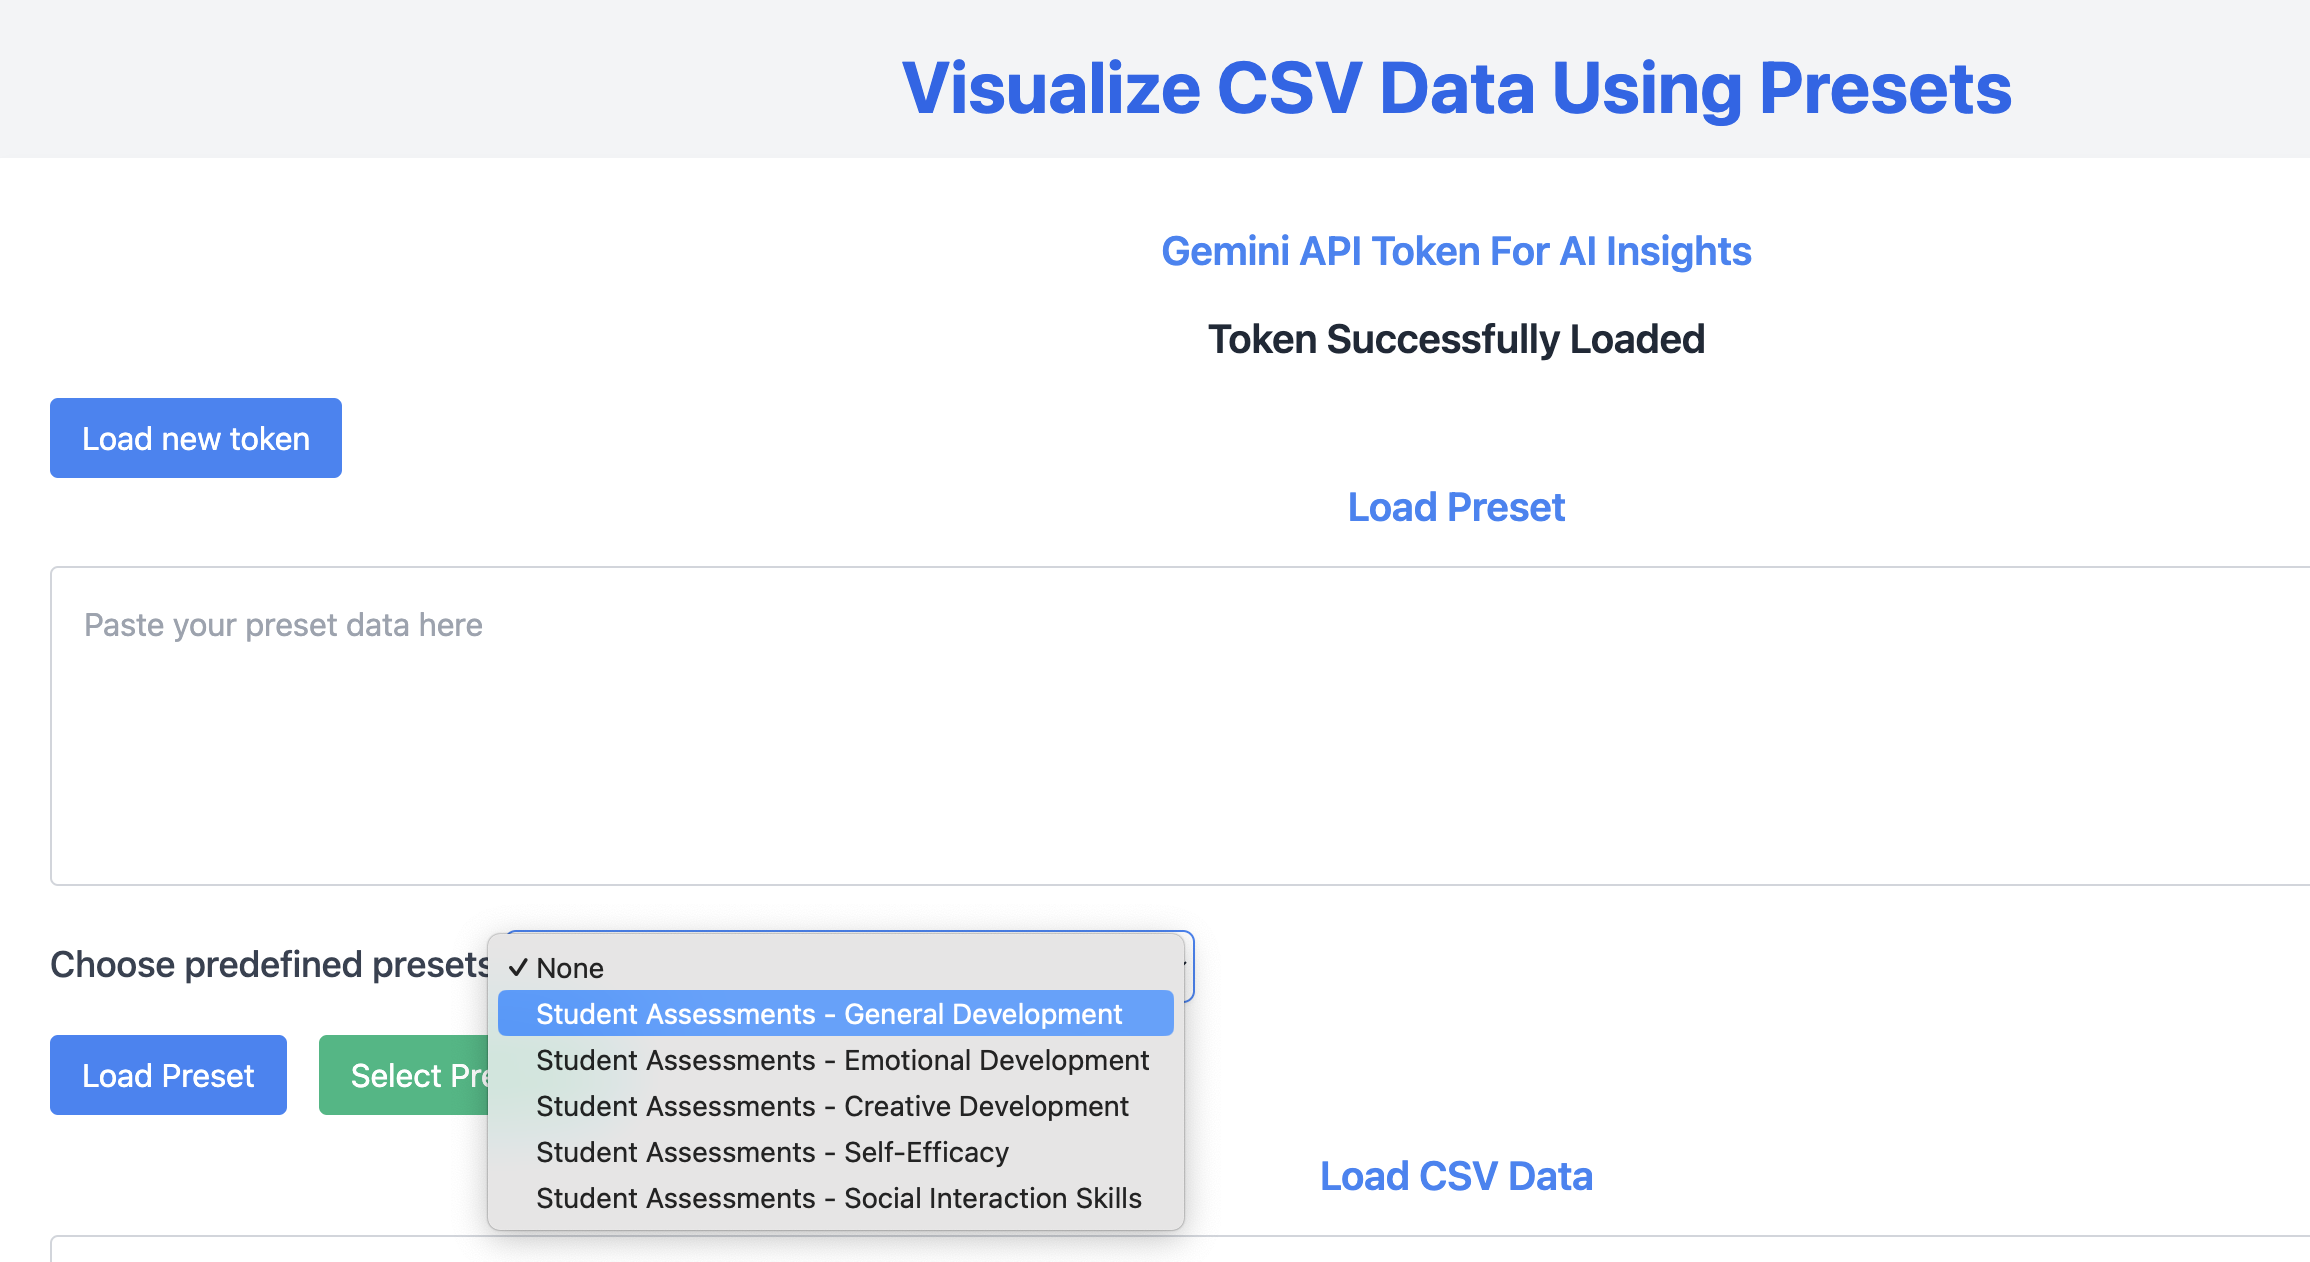 Visualize CSV Data Using Presets
Gemini API Token For AI Insights
Token Successfully Loaded
Load new token
Load Preset
Paste your preset data here
Choose predefined presets
✓ None
Student Assessments - General Development
Student Assessments - Emotional Development
Student Assessments - Creative Development
Student Assessments - Self-Efficacy
Student Assessments - Social Interaction Skills
Load Preset
Select Pre
Load CSV Data